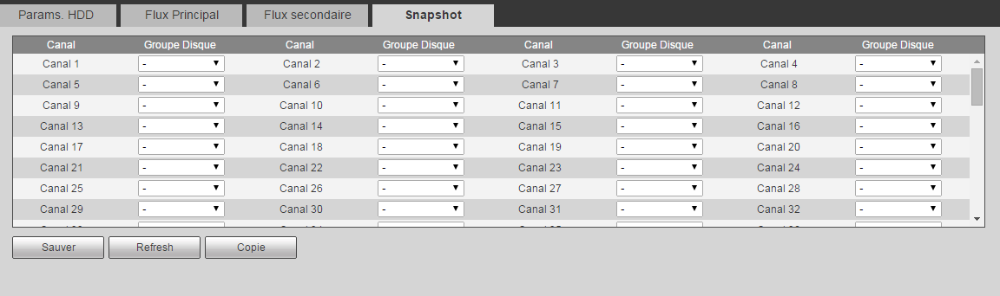 Params. HDD Flux Principal Flux secondaire Snapshot
Canal Groupe Disque Canal Groupe Disque Canal Groupe Disque Canal Groupe Disque
Canal 1 - Canal 2 - Canal 3 - Canal 4 -
Canal 5 - Canal 6 - Canal 7 - Canal 8 -
Canal 9 - Canal 10 - Canal 11 - Canal 12 -
Canal 13 - Canal 14 - Canal 15 - Canal 16 -
Canal 17 - Canal 18 - Canal 19 - Canal 20 -
Canal 21 - Canal 22 - Canal 23 - Canal 24 -
Canal 25 - Canal 26 - Canal 27 - Canal 28 -
Canal 29 - Canal 30 - Canal 31 - Canal 32 -
Sauver Refresh Copie